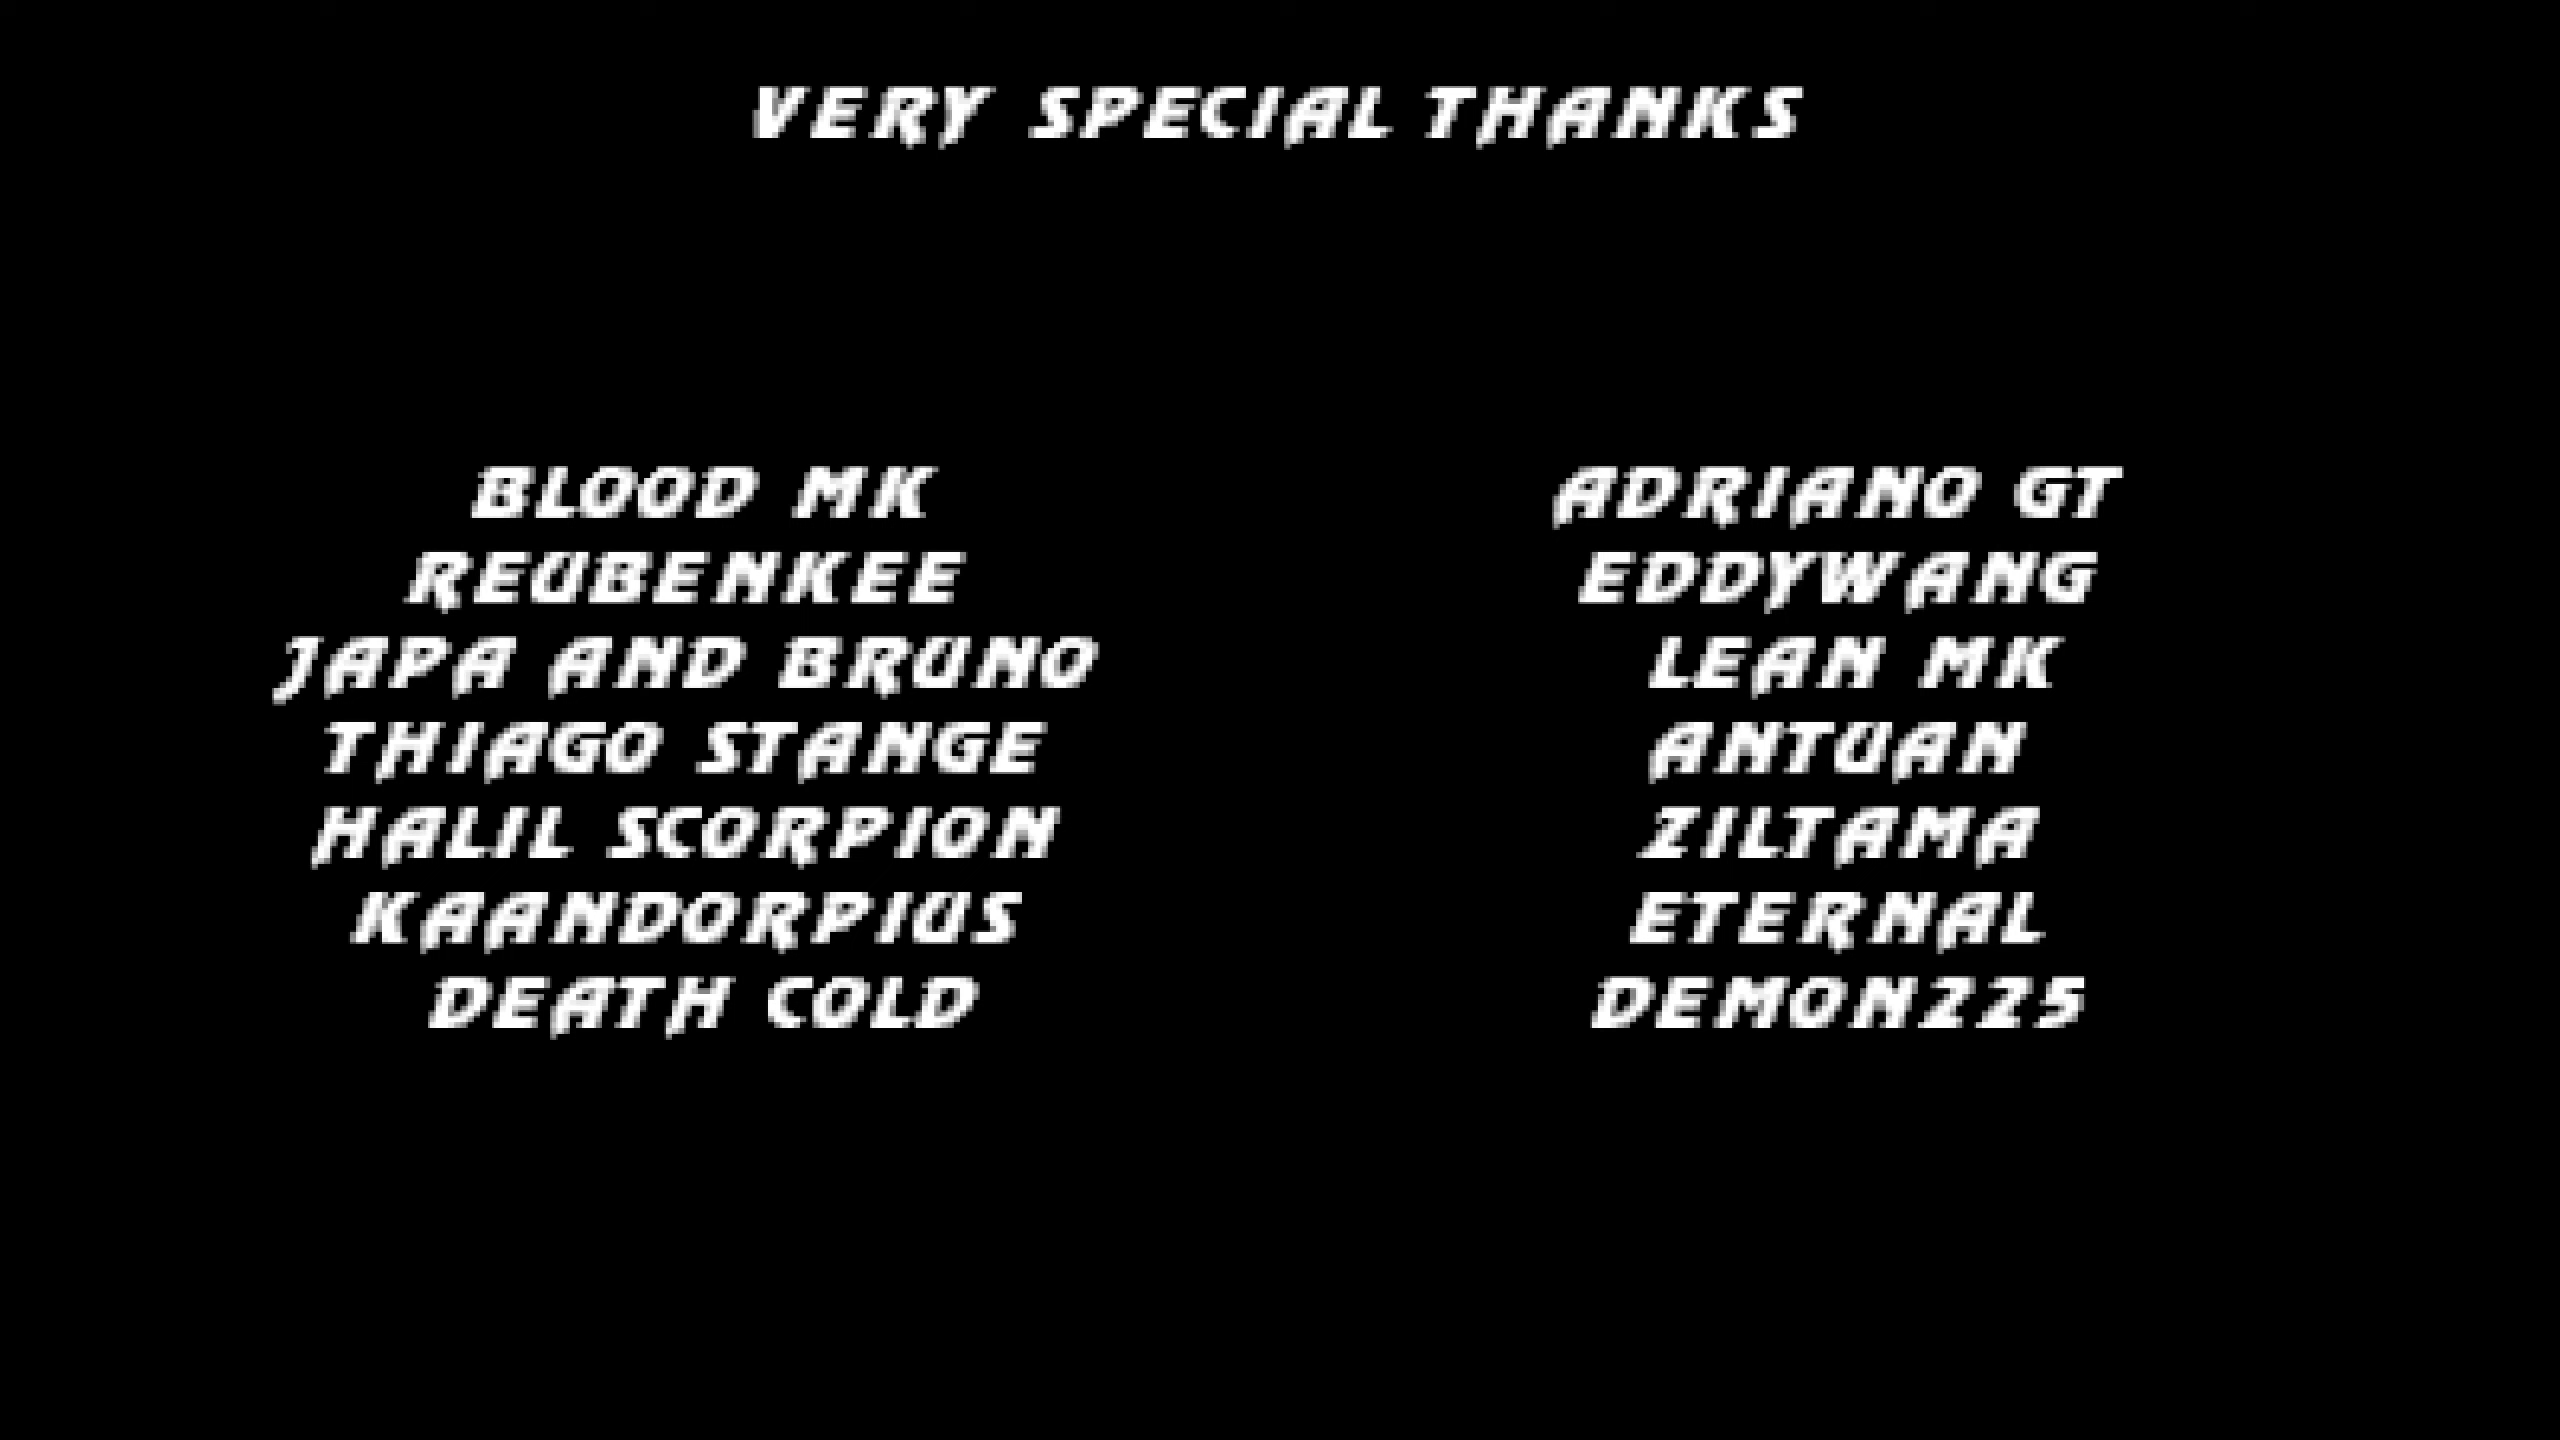 VERY SPECIAL THANKS
BLOOD MK
REUBENKEE
JAPA AND BRUNO
THIAGO STANGE
HALIL SCORPION
KAANDORPIUS
DEATH COLD
ADRIANO GT
EDDYWANG
LEAN MK
ANTUAN
ZILTAMA
ETERNAL
DEMON225